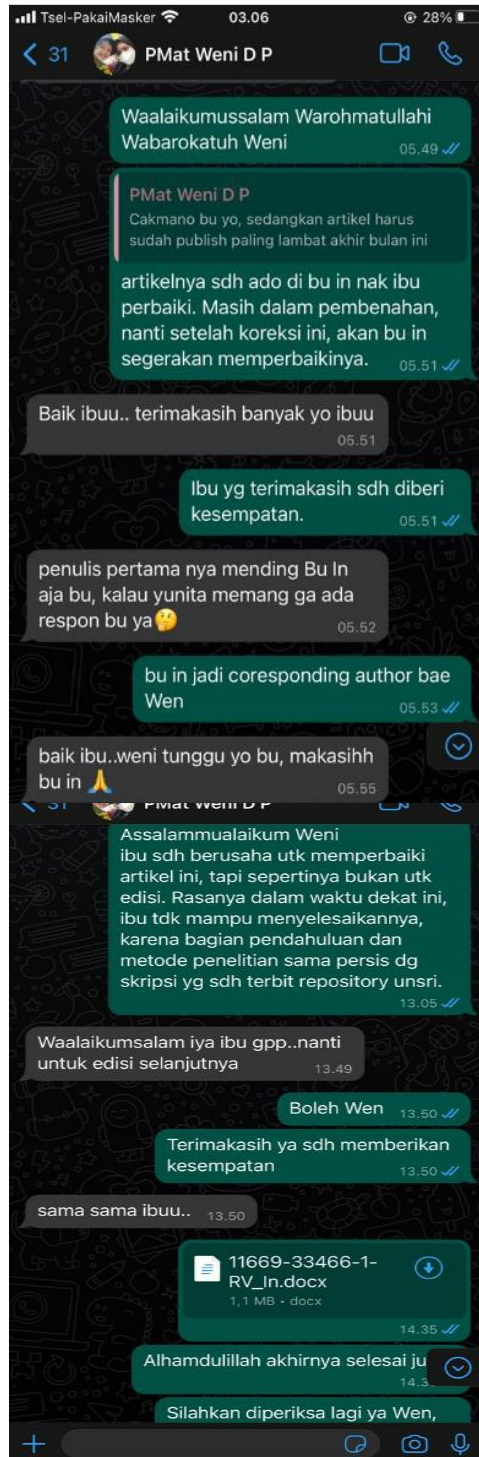 Tsel-PakaiMasker 03.06 28%
31 PMat Weni D P
Waalaikumussalam Warohmatullahi
Wabarokatuh Weni 05.49
PMat Weni D P
Cakmano bu yo, sedangkan artikel harus
sudah publish paling lambat akhir bulan ini
artikelnya sdh ado di bu in nak ibu
perbaiki. Masih dalam pembenahan,
nanti setelah koreksi ini, akan bu in
segerakan memperbaikinya. 05.51
Baik ibuu.. terimakasih banyak yo ibuu
05.51
Ibu yg terimakasih sdh diberi
kesempatan. 05.51
penulis pertama nya mending Bu In
aja bu, kalau yunita memang ga ada
respon bu ya🤔 05.52
bu in jadi coresponding author bae
Wen 05.53
baik ibu..weni tunggu yo bu, makasihh
bu in 🙏 05.55
31 PMat Weni D P
Assalammualaikum Weni
ibu sdh berusaha utk memperbaiki
artikel ini, tapi sepertinya bukan utk
edisi. Rasanya dalam waktu dekat ini,
ibu tdk mampu menyelesaikannya,
karena bagian pendahuluan dan
metode penelitian sama persis dg
skripsi yg sdh terbit repository unsri.
13.05
Waalaikumsalam iya ibu gpp..nanti
untuk edisi selanjutnya 13.49
Boleh Wen 13.50
Terimakasih ya sdh memberikan
kesempatan 13.50
sama sama ibuu.. 13.50
11669-33466-1-
RV_In.docx
1,1 MB • docx
14.35
Alhamdulillah akhirnya selesai ju
Silahkan diperiksa lagi ya Wen,